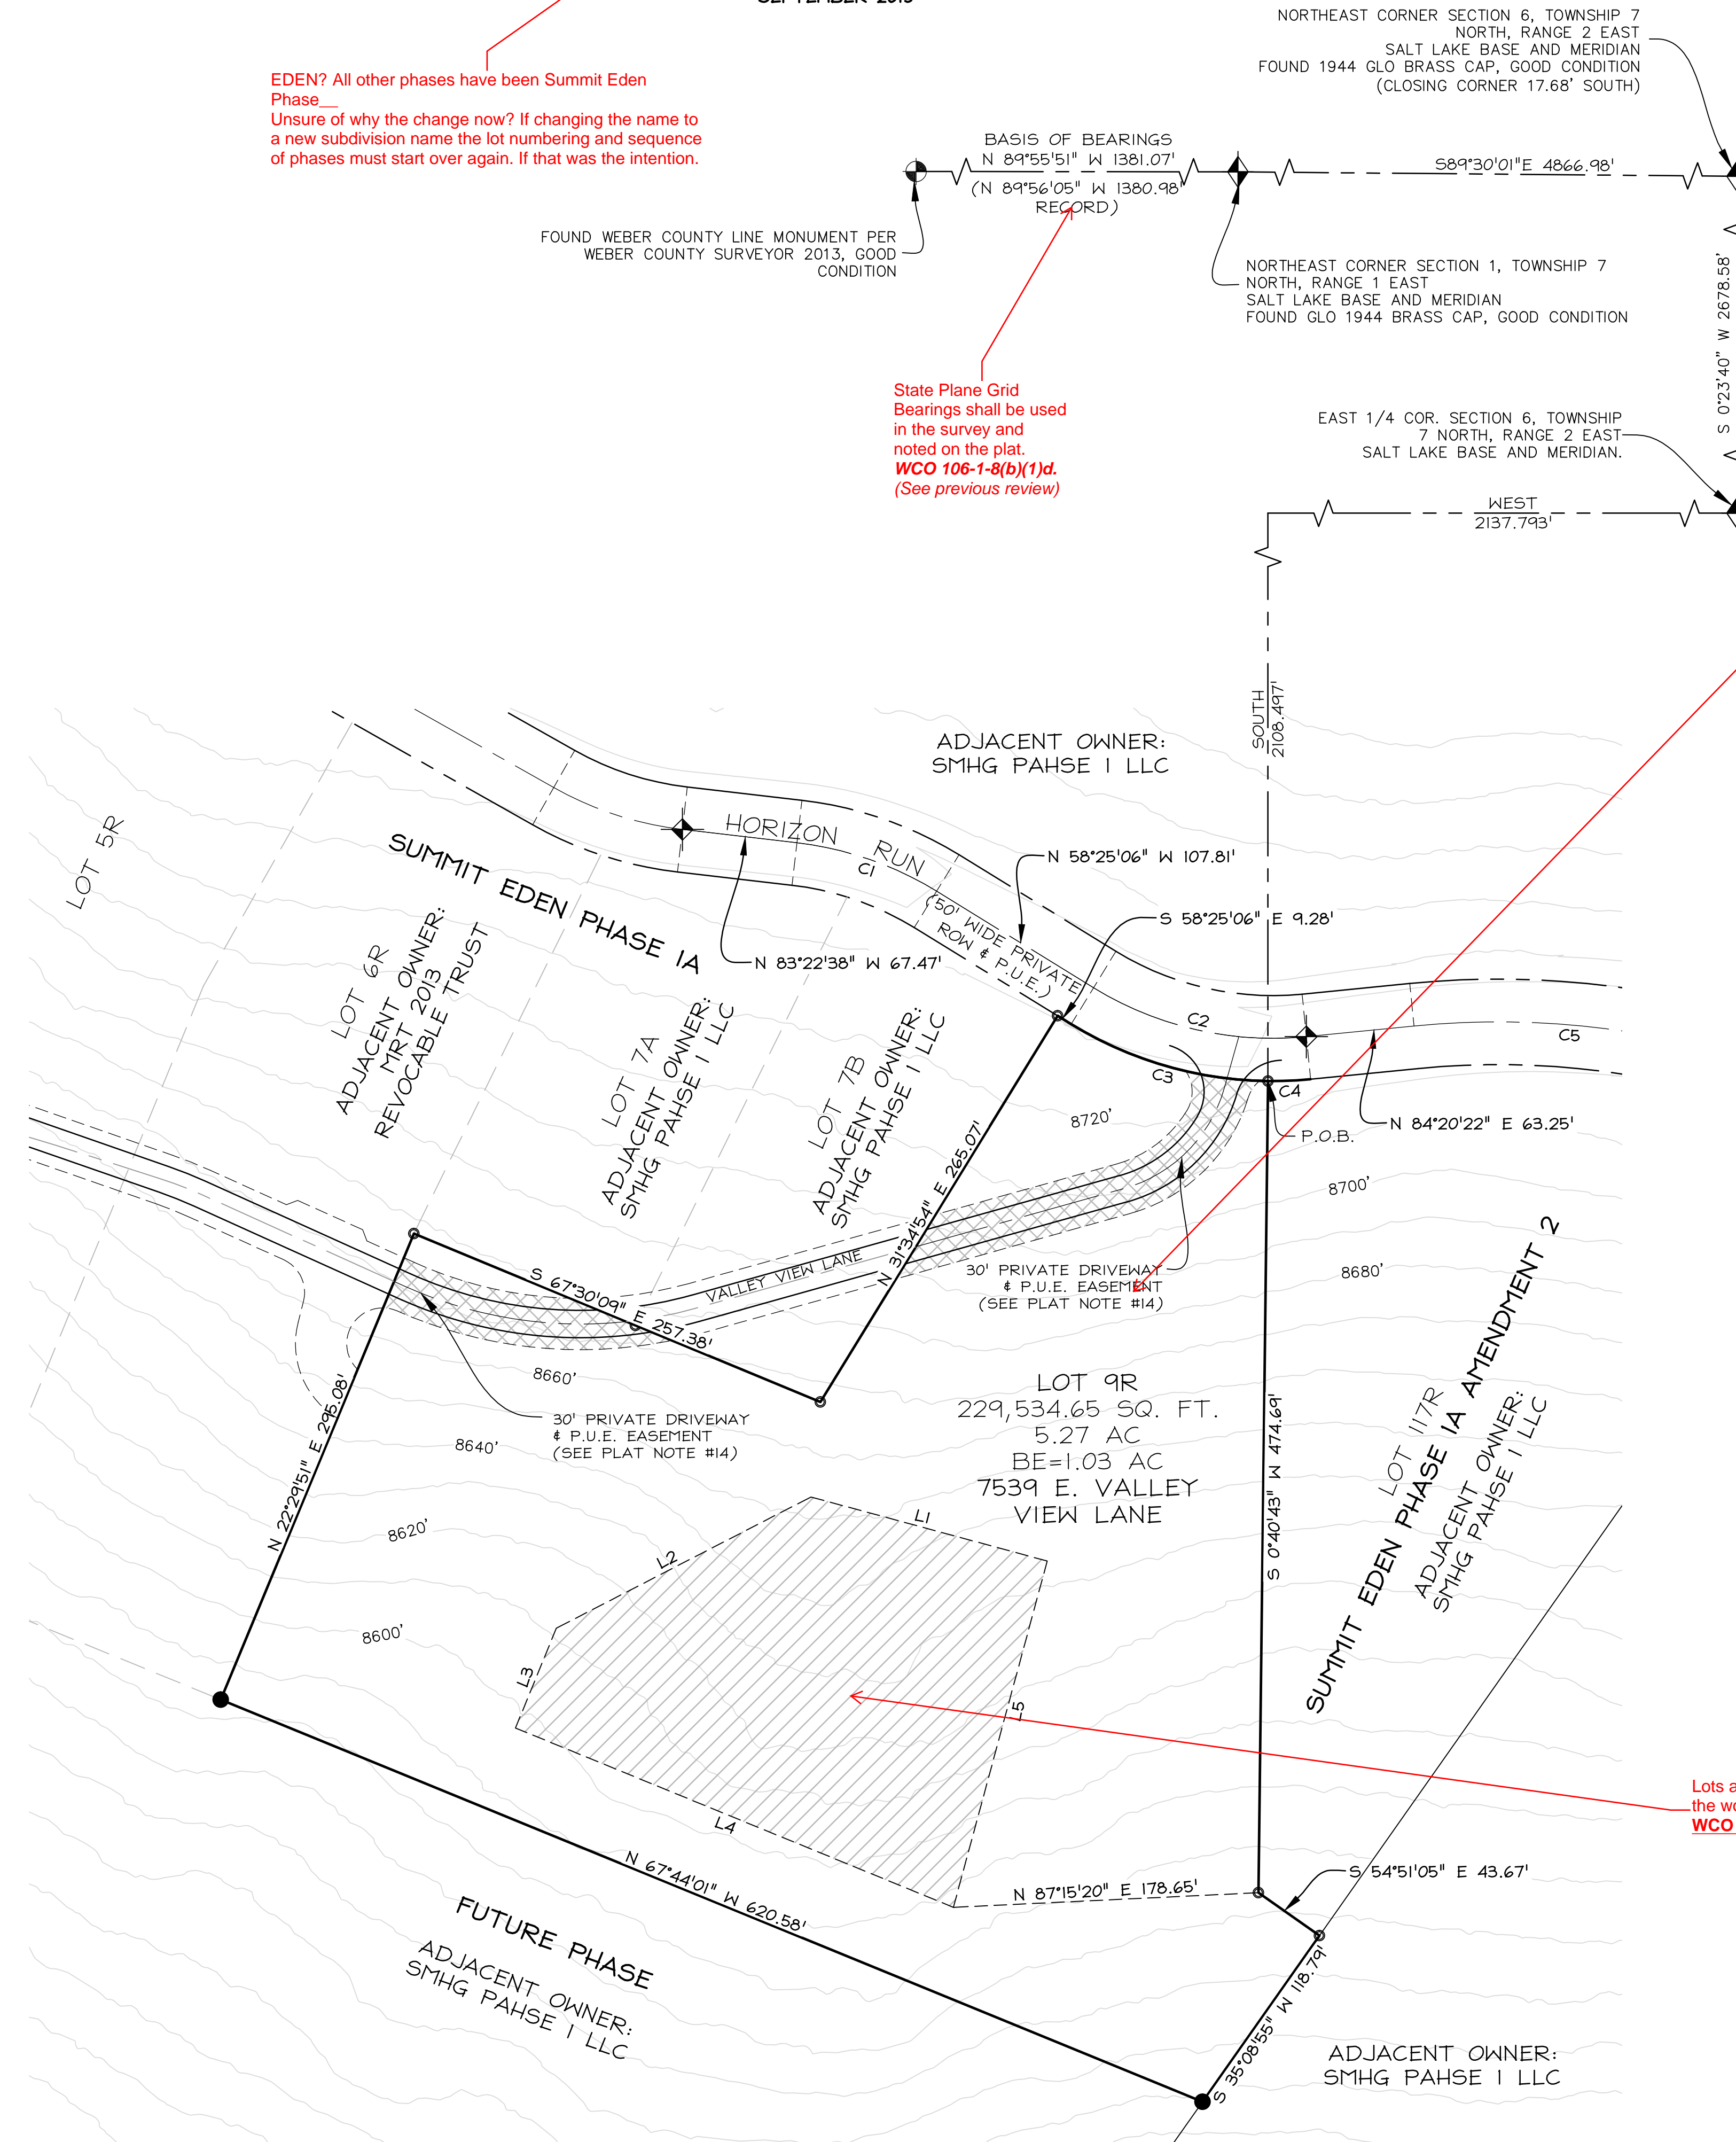 SEPTEMBER 2015
EDEN? All other phases have been Summit Eden
Phase__
Unsure of why the change now? If changing the name to
a new subdivision name the lot numbering and sequence
of phases must start over again. If that was the intention.
NORTHEAST CORNER SECTION 6, TOWNSHIP 7
NORTH, RANGE 2 EAST
SALT LAKE BASE AND MERIDIAN
FOUND 1944 GLO BRASS CAP, GOOD CONDITION
(CLOSING CORNER 17.68' SOUTH)
BASIS OF BEARINGS
N 89°55'51" W 1381.07'
(N 89°56'05" W 1380.98'
RECORD)
S89°30'01"E 4866.98'
FOUND WEBER COUNTY LINE MONUMENT PER
WEBER COUNTY SURVEYOR 2013, GOOD
CONDITION
NORTHEAST CORNER SECTION 1, TOWNSHIP 7
NORTH, RANGE 1 EAST
SALT LAKE BASE AND MERIDIAN
FOUND GLO 1944 BRASS CAP, GOOD CONDITION
S 0°23'40" W 2678.58'
State Plane Grid
Bearings shall be used
in the survey and
noted on the plat.
WCO 106-1-8(b)(1)d.
(See previous review)
EAST 1/4 COR. SECTION 6, TOWNSHIP
7 NORTH, RANGE 2 EAST
SALT LAKE BASE AND MERIDIAN.
WEST
2137.793'
SOUTH
2108.497'
ADJACENT OWNER:
SMHG PAHSE 1 LLC
HORIZON
RUN
C1
(50' WIDE PRIVATE
ROW & P.U.E.)
N 58°25'06" W 107.81'
S 58°25'06" E 9.28'
N 83°22'38" W 67.47'
SUMMIT EDEN PHASE 1A
LOT 5R
LOT 6R
ADJACENT OWNER:
MRT 2013
REVOCABLE TRUST
LOT 7A
ADJACENT OWNER:
SMHG PAHSE 1 LLC
LOT 7B
ADJACENT OWNER:
SMHG PAHSE 1 LLC
C2
C5
C3
C4
N 84°20'22" E 63.25'
P.O.B.
8720'
8700'
8680'
N 31°34'54" E 265.07'
VALLEY VIEW LANE
30' PRIVATE DRIVEWAY
& P.U.E. EASEMENT
(SEE PLAT NOTE #14)
S 67°30'09" E 257.38'
8660'
30' PRIVATE DRIVEWAY
& P.U.E. EASEMENT
(SEE PLAT NOTE #14)
N 22°29'51" E 295.08'
8640'
8620'
8600'
LOT 9R
229,534.65 SQ. FT.
5.27 AC
BE=1.03 AC
7539 E. VALLEY
VIEW LANE
S 0°40'43" W 474.69'
LOT 117R
SUMMIT EDEN PHASE 1A AMENDMENT 2
ADJACENT OWNER:
SMHG PAHSE 1 LLC
L1
L2
L3
L4
L5
Lots a
the wo
WCO
N 87°15'20" E 178.65'
S 54°51'05" E 43.67'
N 67°44'01" W 620.58'
S 35°08'55" W 118.79'
FUTURE PHASE
ADJACENT OWNER:
SMHG PAHSE 1 LLC
ADJACENT OWNER:
SMHG PAHSE 1 LLC